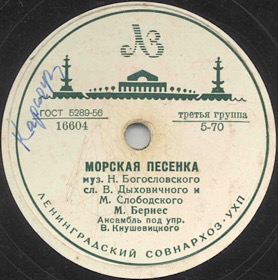 ЛЗ
ГОСТ 5289-56
16604
третья группа
5-70
МОРСКАЯ ПЕСЕНКА
муз. Н. Богословского
сл. В. Дыховичного и
М. Слободского
М. Бернес
Ансамбль под упр.
В. Кнушевицкого
ЛЕНИНГРАДСКИЙ СОВНАРХОЗ·УХП